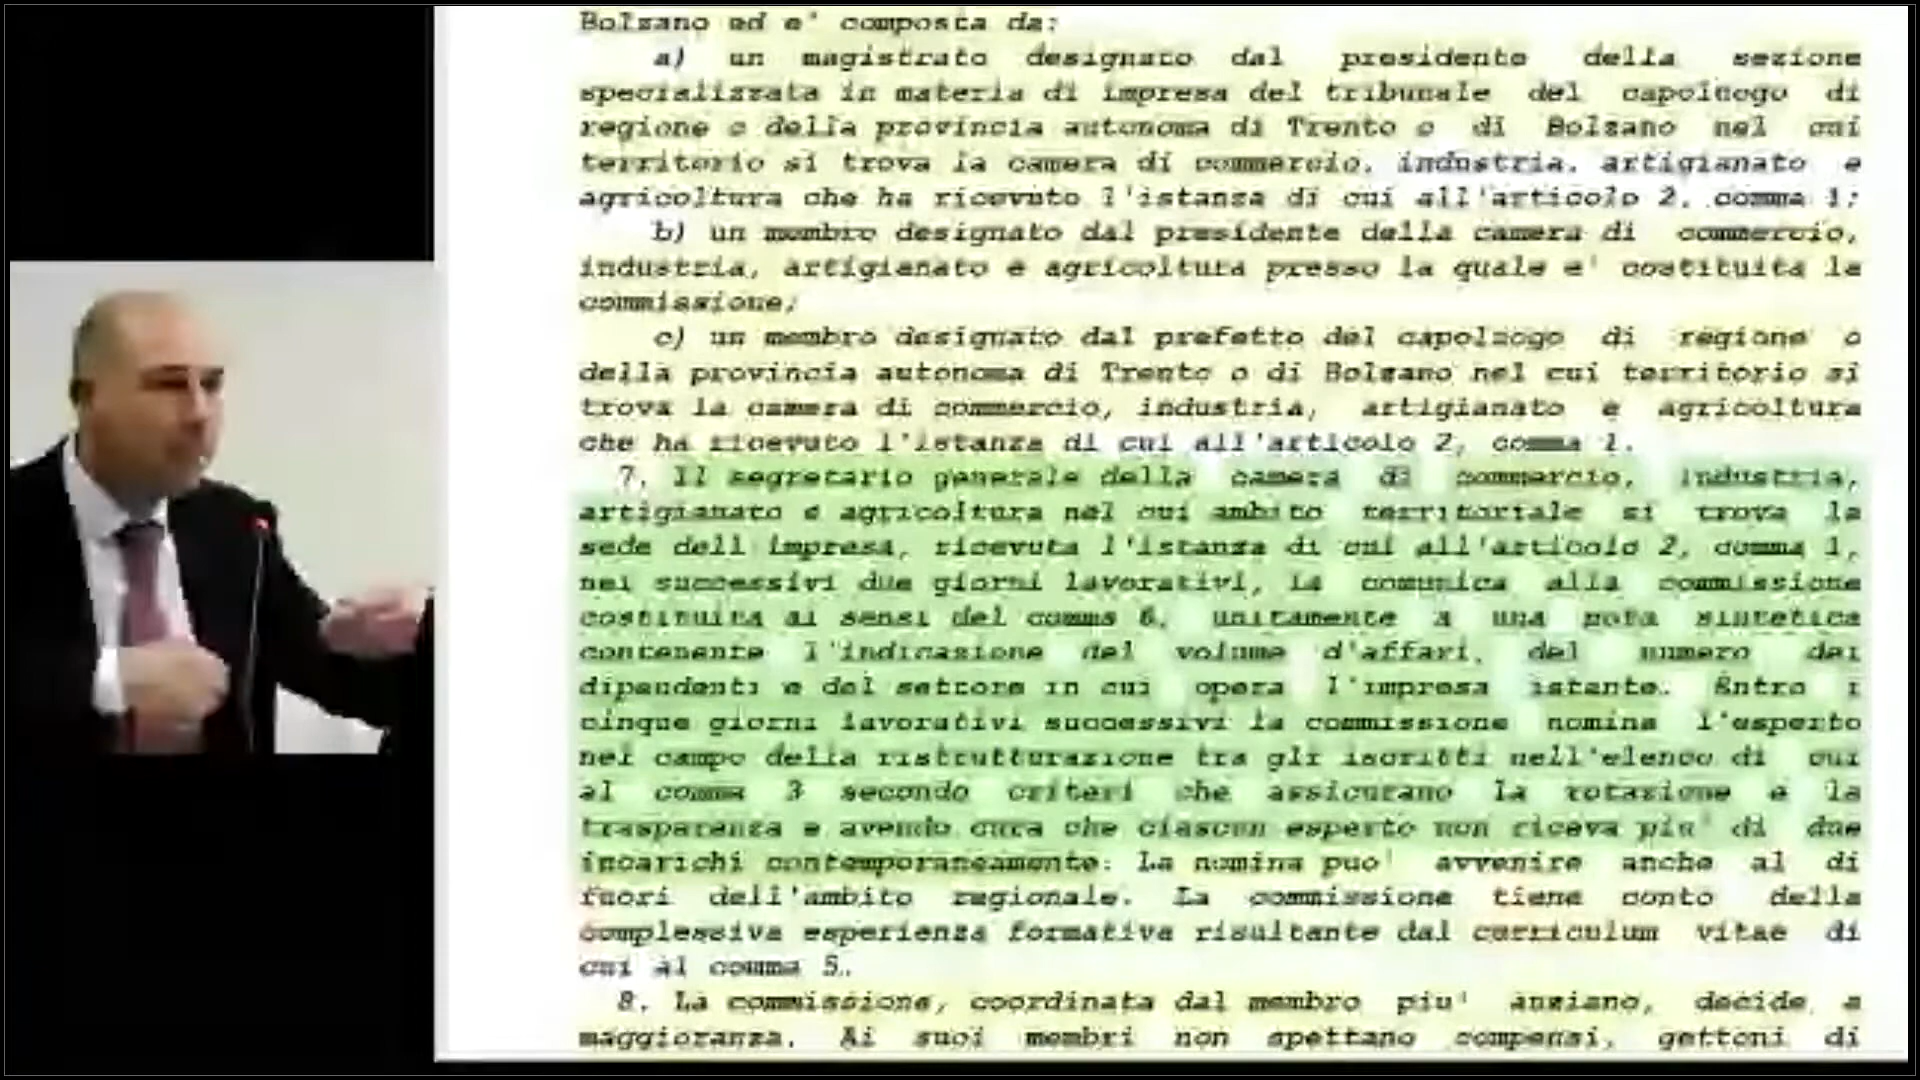 Bolzano ed e' composta da:
a) un magistrato designato dal presidente della sezione
specializzata in materia di impresa del tribunale del capoluogo di
regione o della provincia autonoma di Trento o di Bolzano nel cui
territorio si trova la camera di commercio, industria, artigianato e
agricoltura che ha ricevuto l'istanza di cui all'articolo 2, comma 1;
b) un membro designato dal presidente della camera di commercio,
industria, artigianato e agricoltura presso la quale e' costituita la
commissione;
c) un membro designato dal prefetto del capoluogo di regione o
della provincia autonoma di Trento o di Bolzano nel cui territorio si
trova la camera di commercio, industria, artigianato e agricoltura
che ha ricevuto l'istanza di cui all'articolo 2, comma 1.
7. Il segretario generale della camera di commercio, industria,
artigianato e agricoltura nel cui ambito territoriale si trova la
sede dell'impresa, ricevuta l'istanza di cui all'articolo 2, comma 1,
nei successivi due giorni lavorativi, la comunica alla commissione
costituita ai sensi del comma 6, unitamente a una nota sintetica
contenente l'indicazione del volume d'affari, del numero dei
dipendenti e del settore in cui opera l'impresa istante. Entro i
cinque giorni lavorativi successivi la commissione nomina l'esperto
nel campo della ristrutturazione tra gli iscritti nell'elenco di cui
al comma 3 secondo criteri che assicurano la rotazione e la
trasparenza e avendo cura che ciascun esperto non riceva piu' di due
incarichi contemporaneamente. La nomina puo' avvenire anche al di
fuori dell'ambito regionale. La commissione tiene conto della
complessiva esperienza formativa risultante dal curriculum vitae di
cui al comma 5.
8. La commissione, coordinata dal membro piu' anziano, decide a
maggioranza. Ai suoi membri non spettano compensi, gettoni di